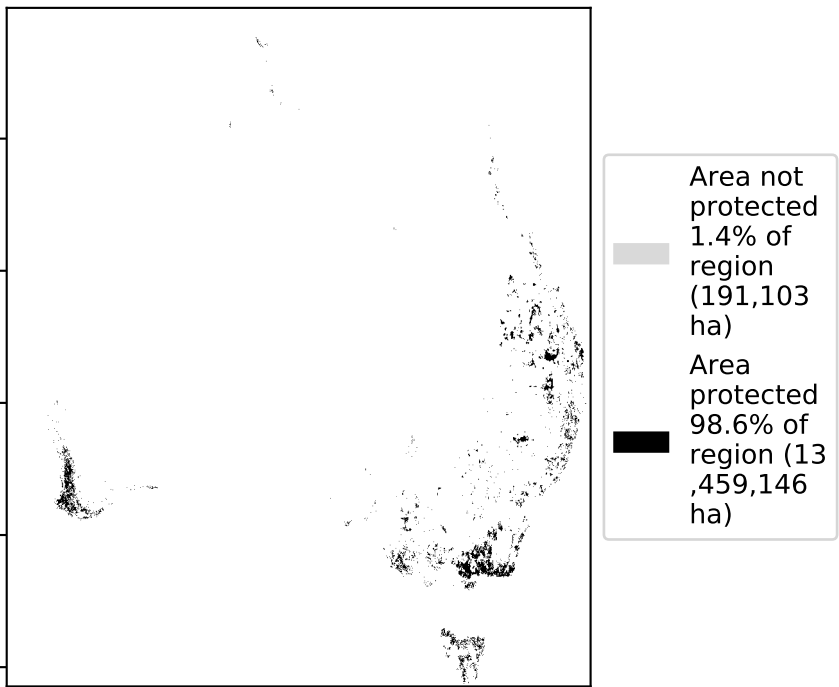 Area not
protected
1.4% of
region
(191,103
ha)
Area
protected
98.6% of
region (13
,459,146
ha)